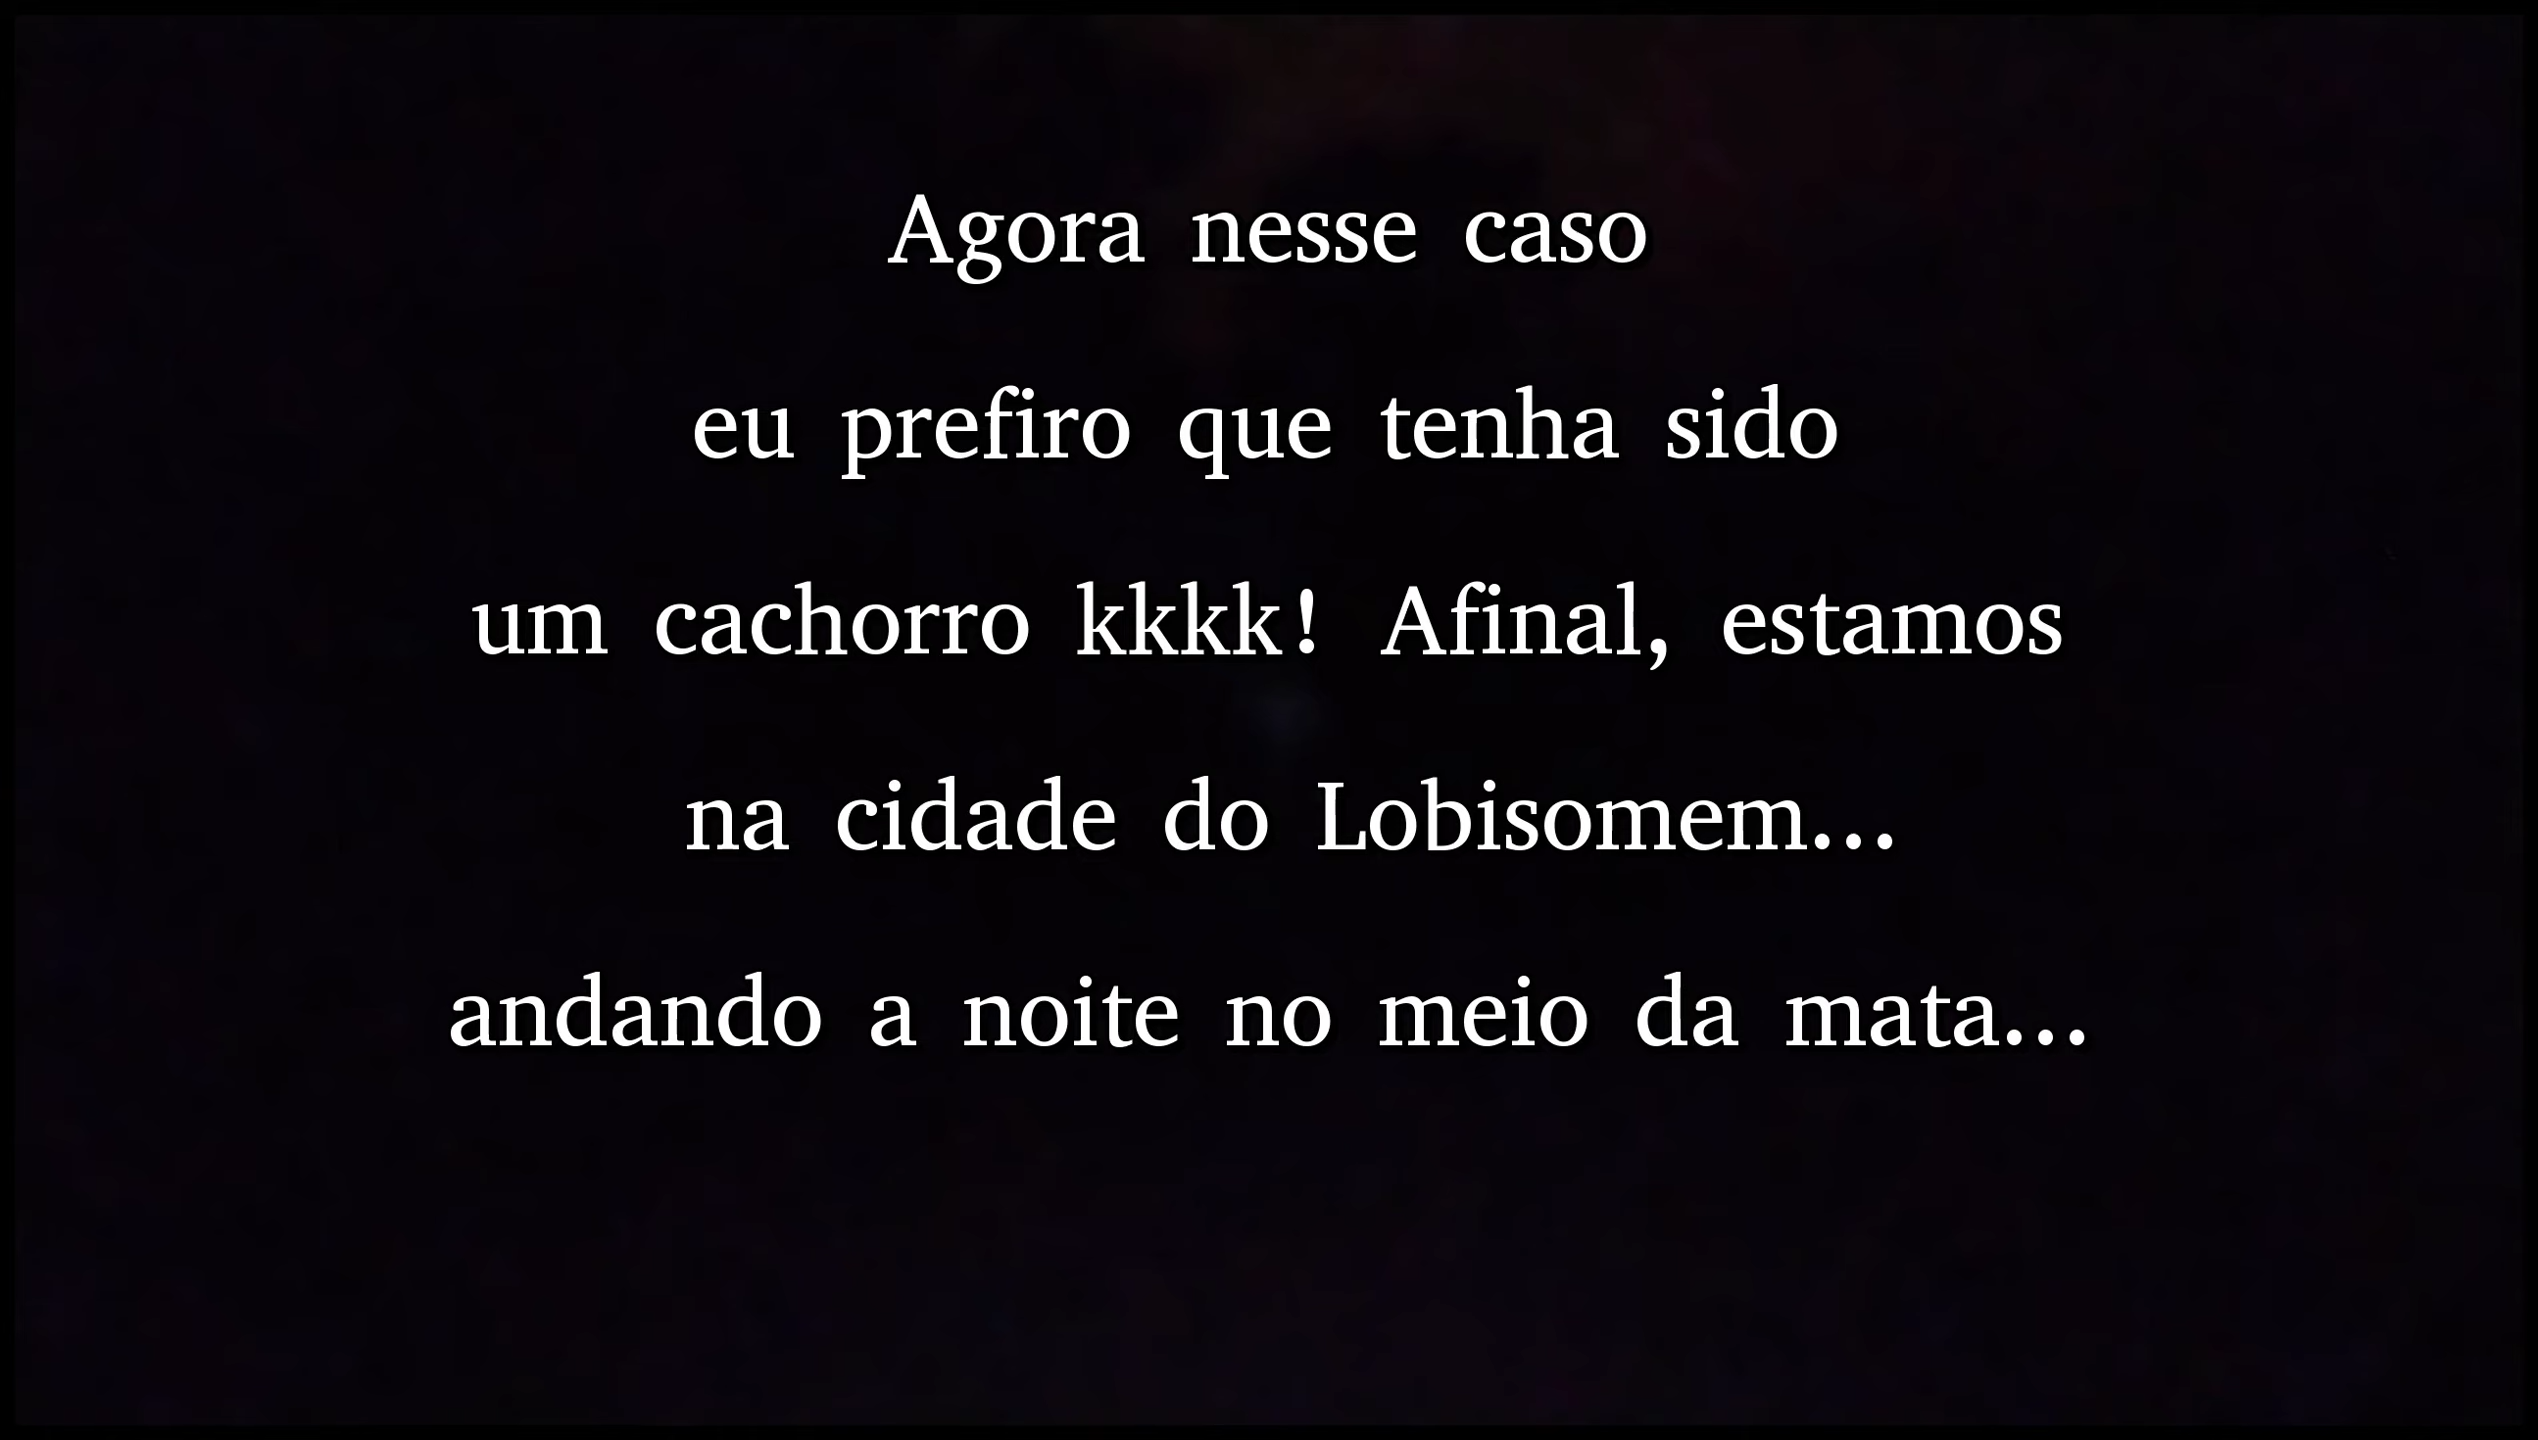 Agora nesse caso
eu prefiro que tenha sido
um cachorro kkkk! Afinal, estamos
na cidade do Lobisomem...
andando a noite no meio da mata...